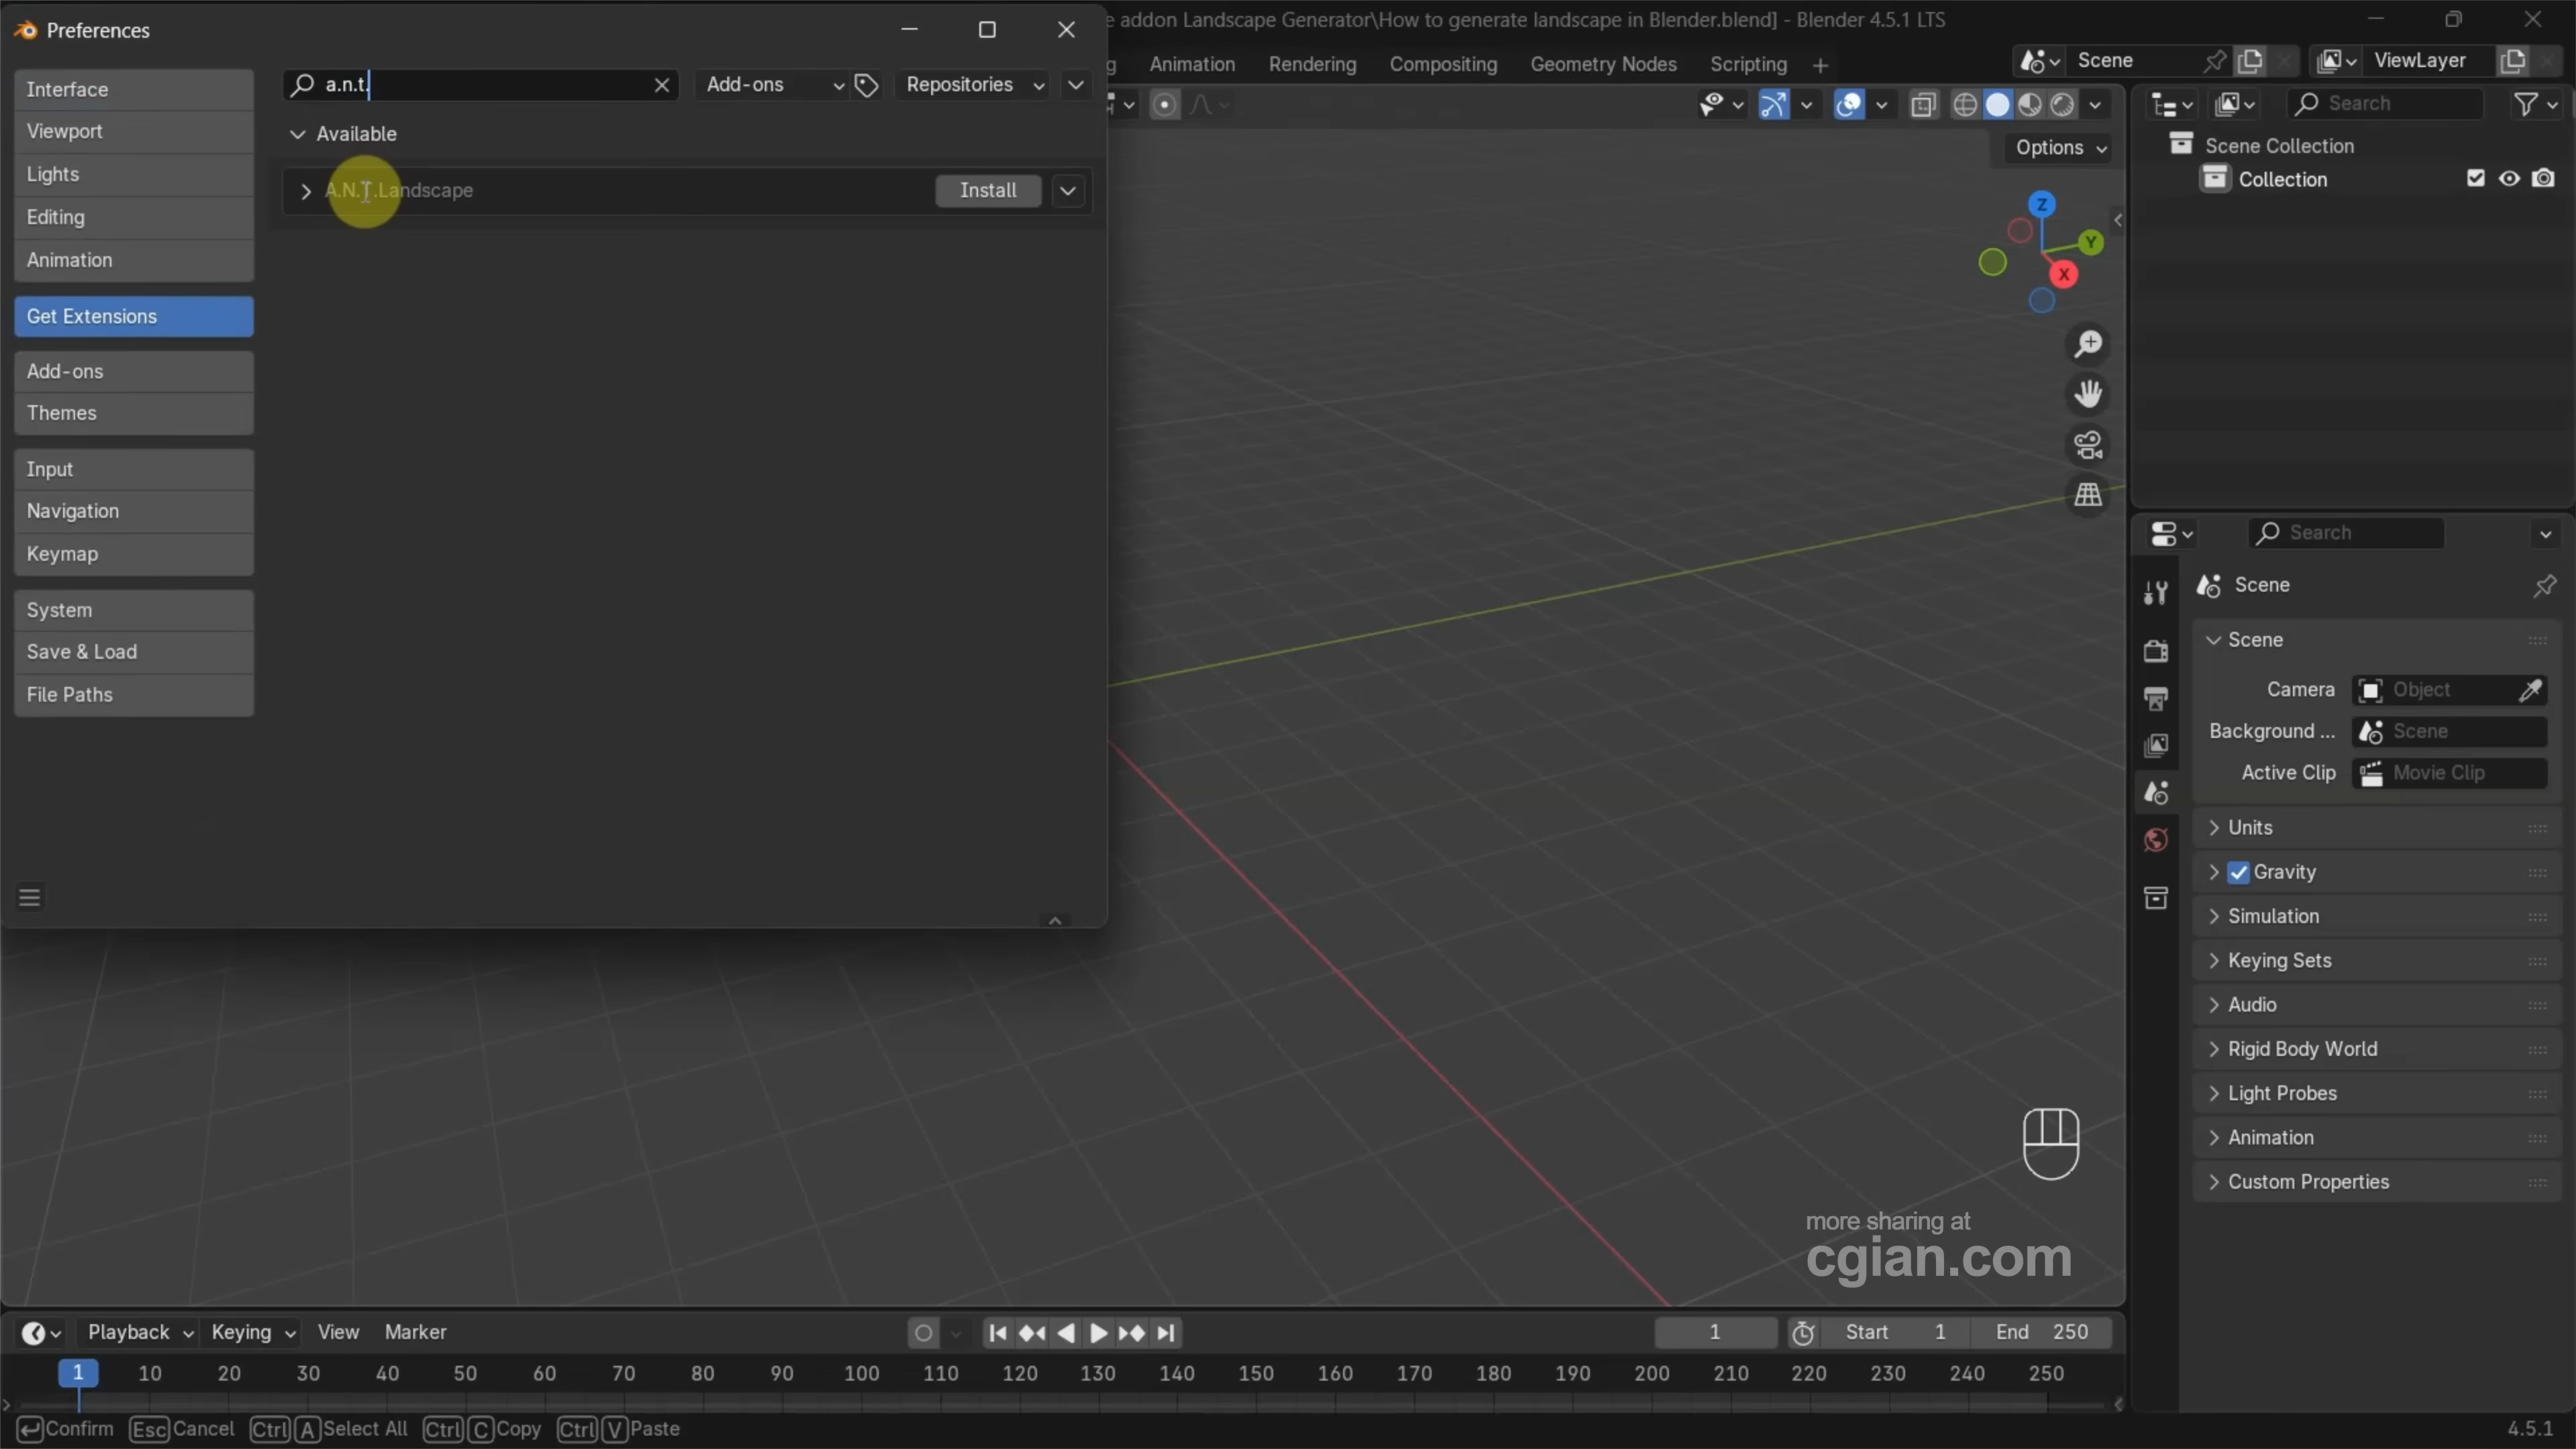 Preferences
e addon Landscape Generator\How to generate landscape in Blender.blend] - Blender 4.5.1 LTS
g Animation Rendering Compositing Geometry Nodes Scripting +
Scene
ViewLayer
a.n.t.
Add-ons
Repositories
Available
A.N.T.Landscape
Install
Interface
Viewport
Lights
Editing
Animation
Get Extensions
Add-ons
Themes
Input
Navigation
Keymap
System
Save & Load
File Paths
Options
Z
Y
X
Search
Scene Collection
Collection
Search
Scene
Scene
Camera Object
Background ... Scene
Active Clip Movie Clip
Units
Gravity
Simulation
Keying Sets
Audio
Rigid Body World
Light Probes
Animation
Custom Properties
more sharing at
cgian.com
Playback Keying View Marker
1 Start 1 End 250
1 10 20 30 40 50 60 70 80 90 100 110 120 130 140 150 160 170 180 190 200 210 220 230 240 250
Confirm Esc Cancel Ctrl A Select All Ctrl C Copy Ctrl V Paste
4.5.1